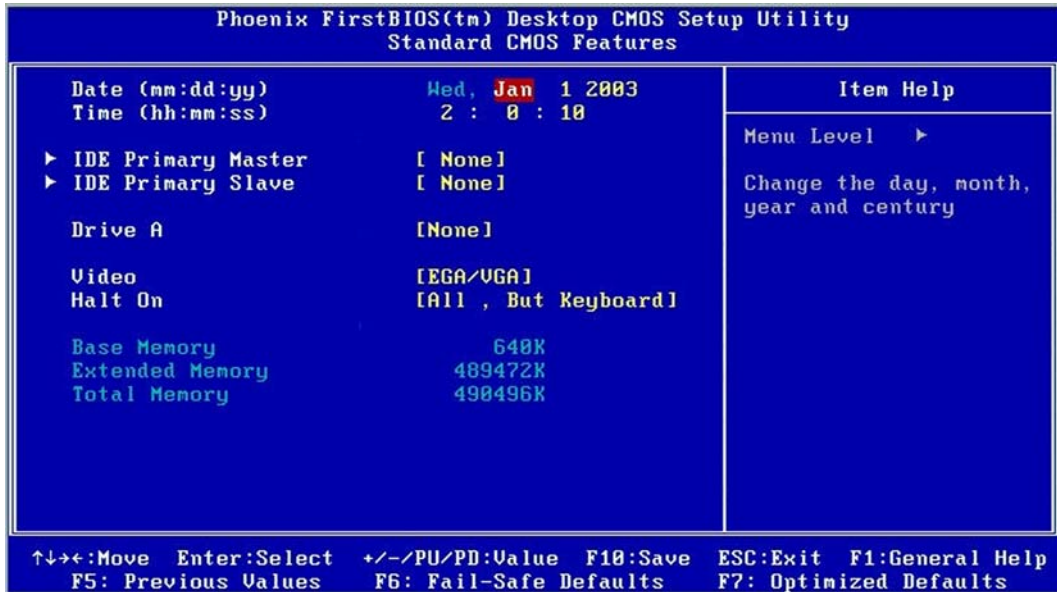 Phoenix FirstBIOS(tm) Desktop CMOS Setup Utility
Standard CMOS Features
Date (mm:dd:yy) Wed, Jan 1 2003
Time (hh:mm:ss) 2 : 0 : 10
► IDE Primary Master [ None]
► IDE Primary Slave [ None]
Drive A [None]
Video [EGA/VGA]
Halt On [All , But Keyboard]
Base Memory 640K
Extended Memory 489472K
Total Memory 490496K
Item Help
Menu Level ►
Change the day, month,
year and century
↑↓→←:Move Enter:Select +/-/PU/PD:Value F10:Save ESC:Exit F1:General Help
F5: Previous Values F6: Fail-Safe Defaults F7: Optimized Defaults